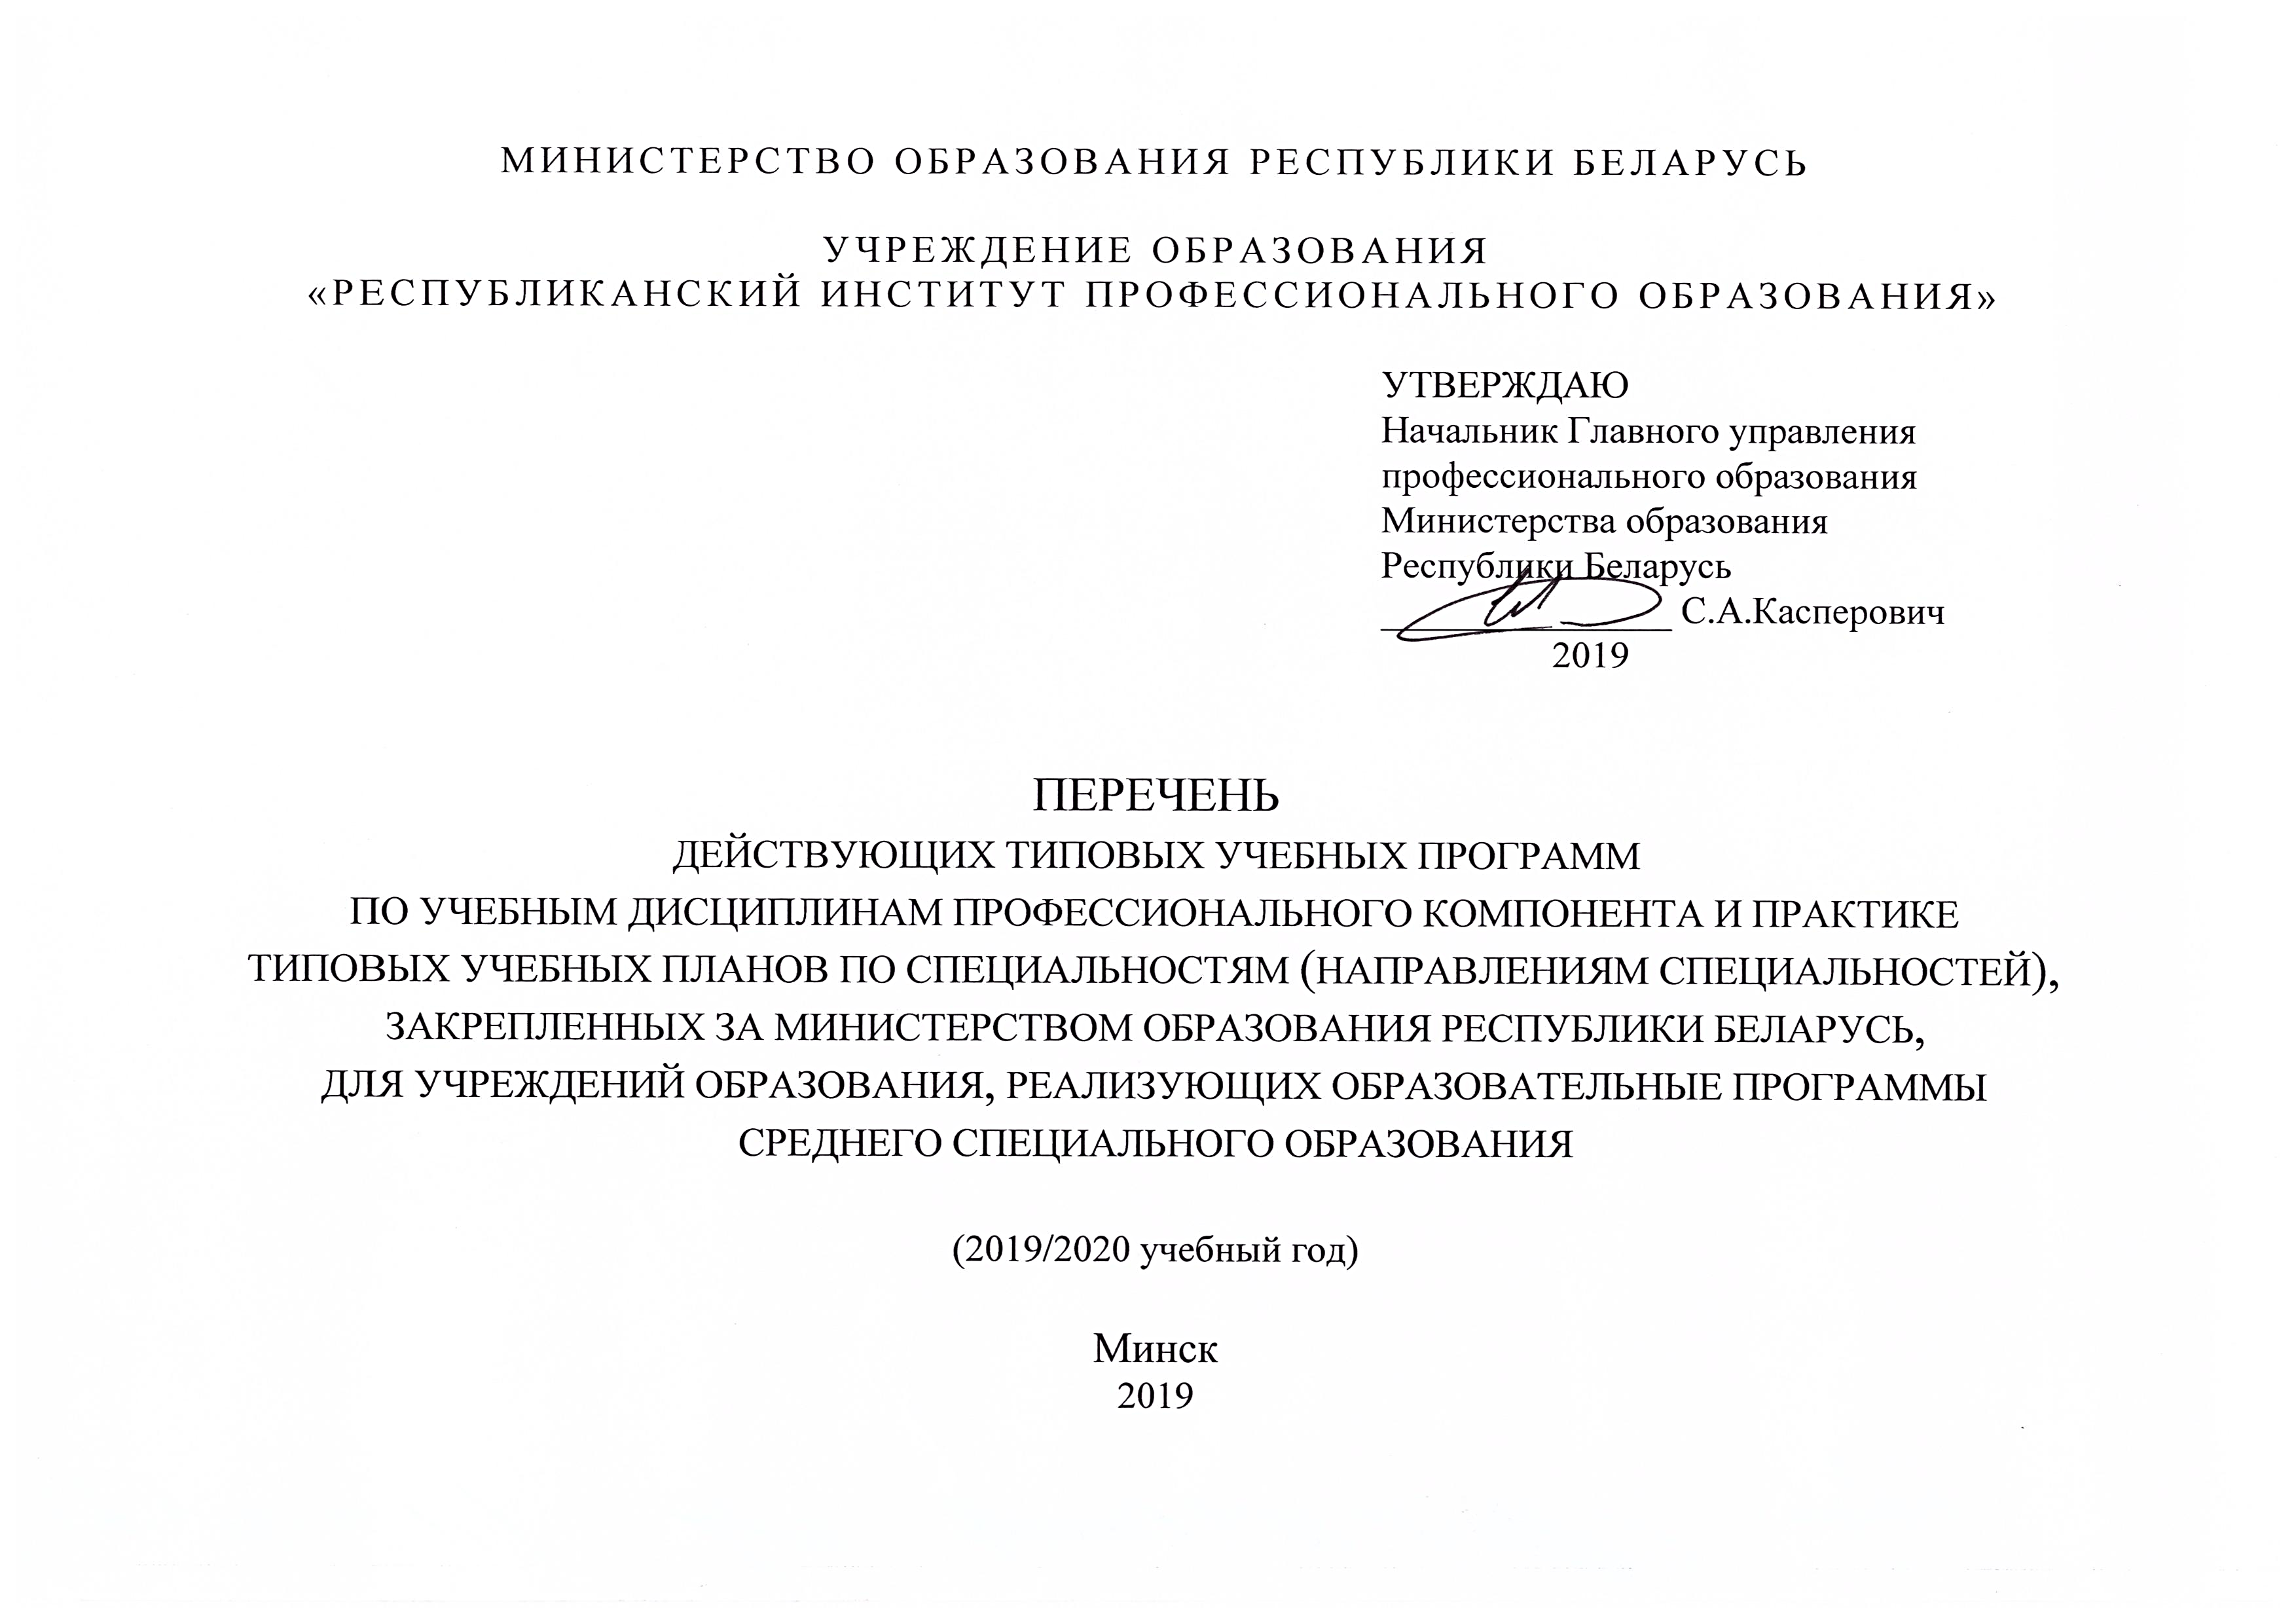 МИНИСТЕРСТВО ОБРАЗОВАНИЯ РЕСПУБЛИКИ БЕЛАРУСЬ
УЧРЕЖДЕНИЕ ОБРАЗОВАНИЯ
«РЕСПУБЛИКАНСКИЙ ИНСТИТУТ ПРОФЕССИОНАЛЬНОГО ОБРАЗОВАНИЯ»
УТВЕРЖДАЮ
Начальник Главного управления
профессионального образования
Министерства образования
Республики Беларусь
С.А.Касперович
2019
ПЕРЕЧЕНЬ
ДЕЙСТВУЮЩИХ ТИПОВЫХ УЧЕБНЫХ ПРОГРАММ
ПО УЧЕБНЫМ ДИСЦИПЛИНАМ ПРОФЕССИОНАЛЬНОГО КОМПОНЕНТА И ПРАКТИКЕ
ТИПОВЫХ УЧЕБНЫХ ПЛАНОВ ПО СПЕЦИАЛЬНОСТЯМ (НАПРАВЛЕНИЯМ СПЕЦИАЛЬНОСТЕЙ),
ЗАКРЕПЛЕННЫХ ЗА МИНИСТЕРСТВОМ ОБРАЗОВАНИЯ РЕСПУБЛИКИ БЕЛАРУСЬ,
ДЛЯ УЧРЕЖДЕНИЙ ОБРАЗОВАНИЯ, РЕАЛИЗУЮЩИХ ОБРАЗОВАТЕЛЬНЫЕ ПРОГРАММЫ
СРЕДНЕГО СПЕЦИАЛЬНОГО ОБРАЗОВАНИЯ
(2019/2020 учебный год)
Минск
2019